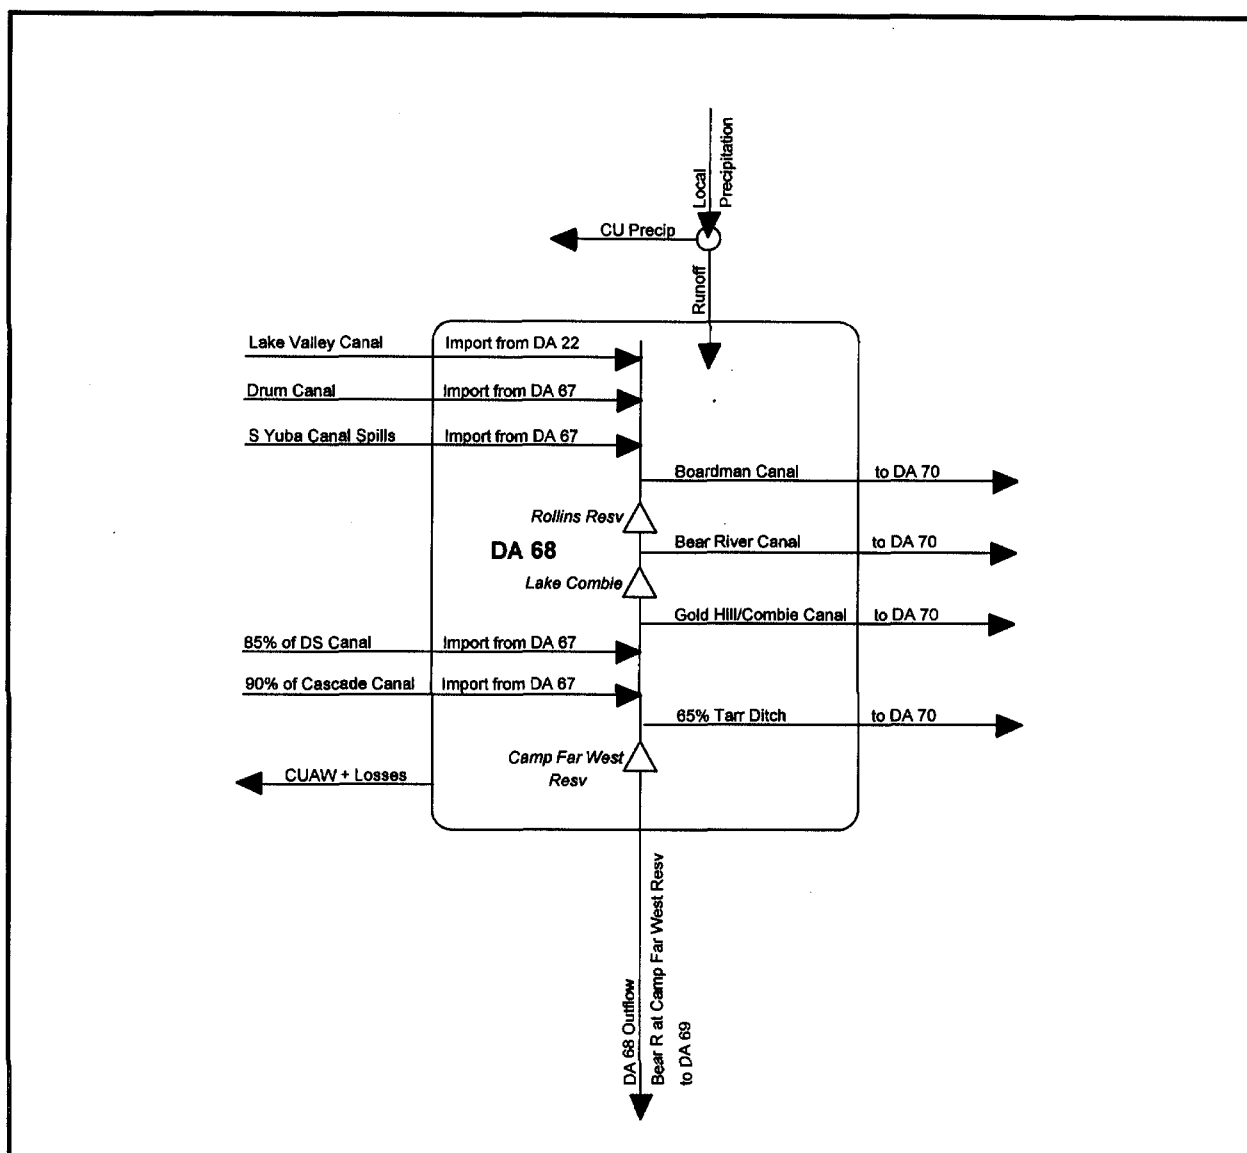 Local
Precipitation
CU Precip
Runoff
Lake Valley Canal
Import from DA 22
Drum Canal
Import from DA 67
S Yuba Canal Spills
Import from DA 67
Boardman Canal
to DA 70
Rollins Resv
DA 68
Bear River Canal
to DA 70
Lake Combie
Gold Hill/Combie Canal
to DA 70
85% of DS Canal
Import from DA 67
90% of Cascade Canal
Import from DA 67
65% Tarr Ditch
to DA 70
Camp Far West
Resv
CUAW + Losses
DA 68 Outflow
Bear R at Camp Far West Resv
to DA 69